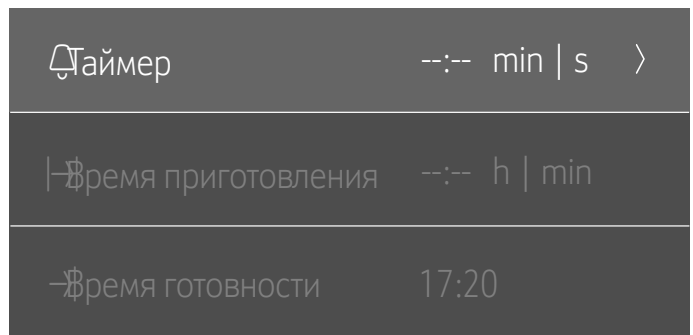 Таймер --:-- min | s
Время приготовления --:-- h | min
Время готовности 17:20